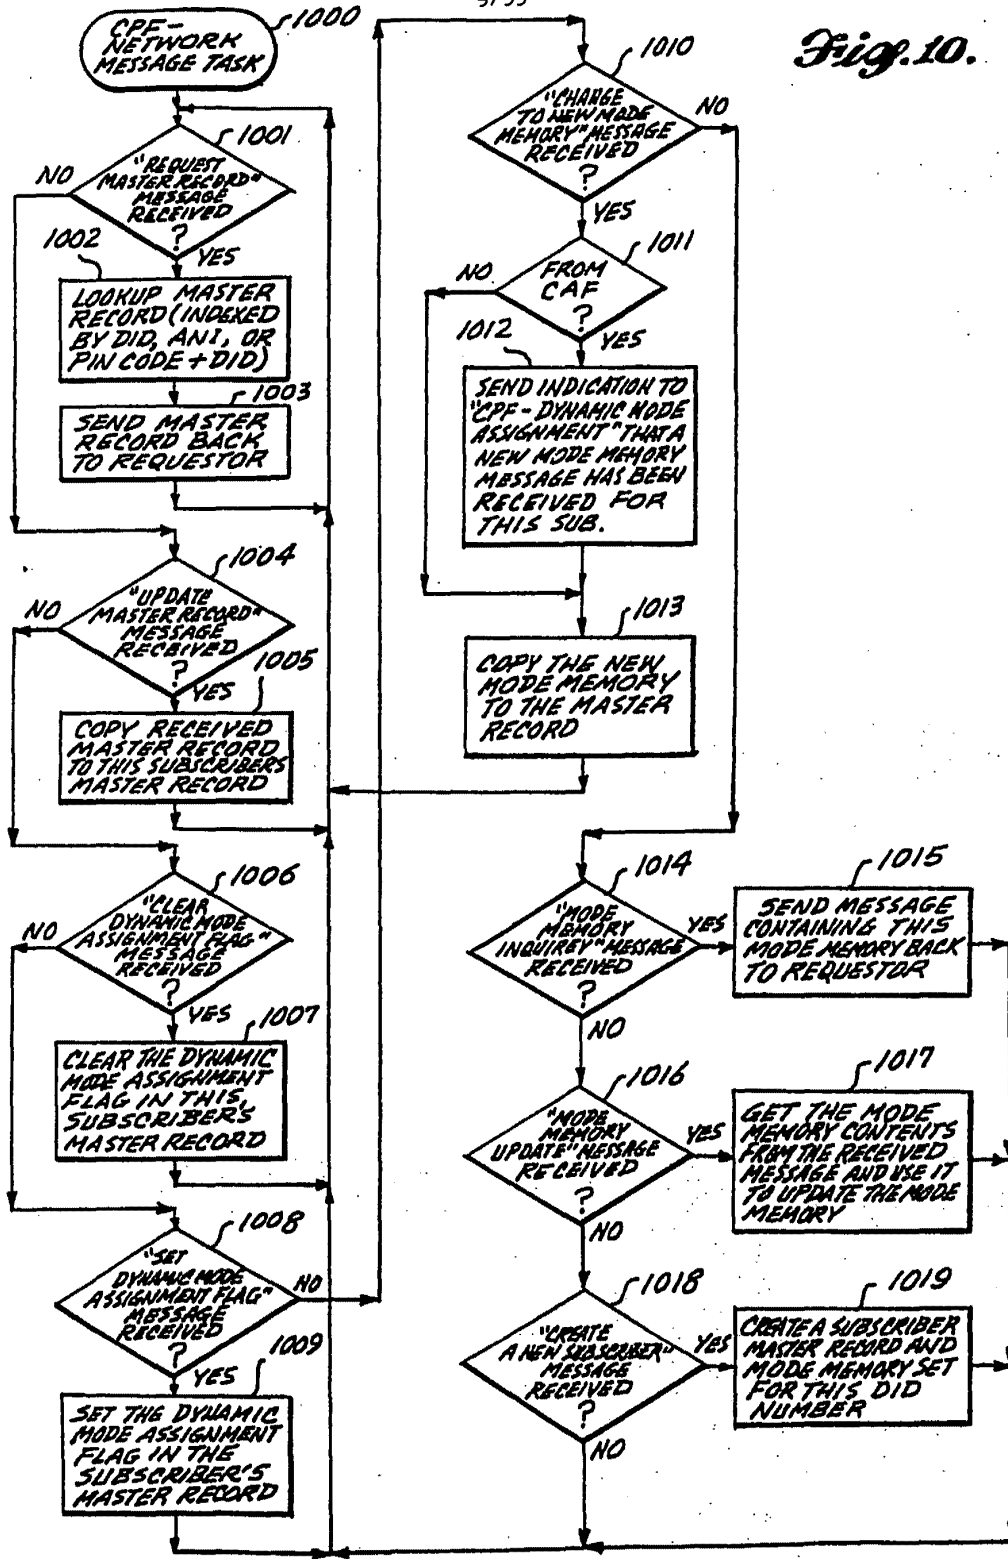 CPF-
NETWORK
MESSAGE TASK
1000
Fig. 10.
1001
"REQUEST
MASTER RECORD"
MESSAGE
RECEIVED
?
NO
YES
1002
LOOKUP MASTER
RECORD (INDEXED
BY DID, ANI, OR
PIN CODE + DID)
1003
SEND MASTER
RECORD BACK
TO REQUESTOR
1004
"UPDATE
MASTER RECORD"
MESSAGE
RECEIVED
?
NO
YES
1005
COPY RECEIVED
MASTER RECORD
TO THIS SUBSCRIBERS
MASTER RECORD
1006
"CLEAR
DYNAMIC MODE
ASSIGNMENT FLAG"
MESSAGE
RECEIVED
?
NO
YES
1007
CLEAR THE DYNAMIC
MODE ASSIGNMENT
FLAG IN THIS,
SUBSCRIBER'S
MASTER RECORD
1008
"SET
DYNAMIC MODE
ASSIGNMENT FLAG"
MESSAGE
RECEIVED
?
NO
YES
1009
SET THE DYNAMIC
MODE ASSIGNMENT
FLAG IN THE
SUBSCRIBER'S
MASTER RECORD
1010
"CHANGE
TO NEW MODE
MEMORY" MESSAGE
RECEIVED
?
NO
YES
1011
FROM
CAF
?
NO
YES
1012
SEND INDICATION TO
"CPF - DYNAMIC MODE
ASSIGNMENT" THAT A
NEW MODE MEMORY
MESSAGE HAS BEEN
RECEIVED FOR
THIS SUB.
1013
COPY THE NEW
MODE MEMORY
TO THE MASTER
RECORD
1014
"MODE
MEMORY
INQUIREY" MESSAGE
RECEIVED
?
YES
NO
1015
SEND MESSAGE
CONTAINING THIS
MODE MEMORY BACK
TO REQUESTOR
1016
"MODE
MEMORY
UPDATE" MESSAGE
RECEIVED
?
YES
NO
1017
GET THE MODE
MEMORY CONTENTS
FROM THE RECEIVED
MESSAGE AND USE IT
TO UPDATE THE MODE
MEMORY
1018
"CREATE
A NEW SUBSCRIBER"
MESSAGE
RECEIVED
?
YES
NO
1019
CREATE A SUBSCRIBER
MASTER RECORD AND
MODE MEMORY SET
FOR THIS DID
NUMBER